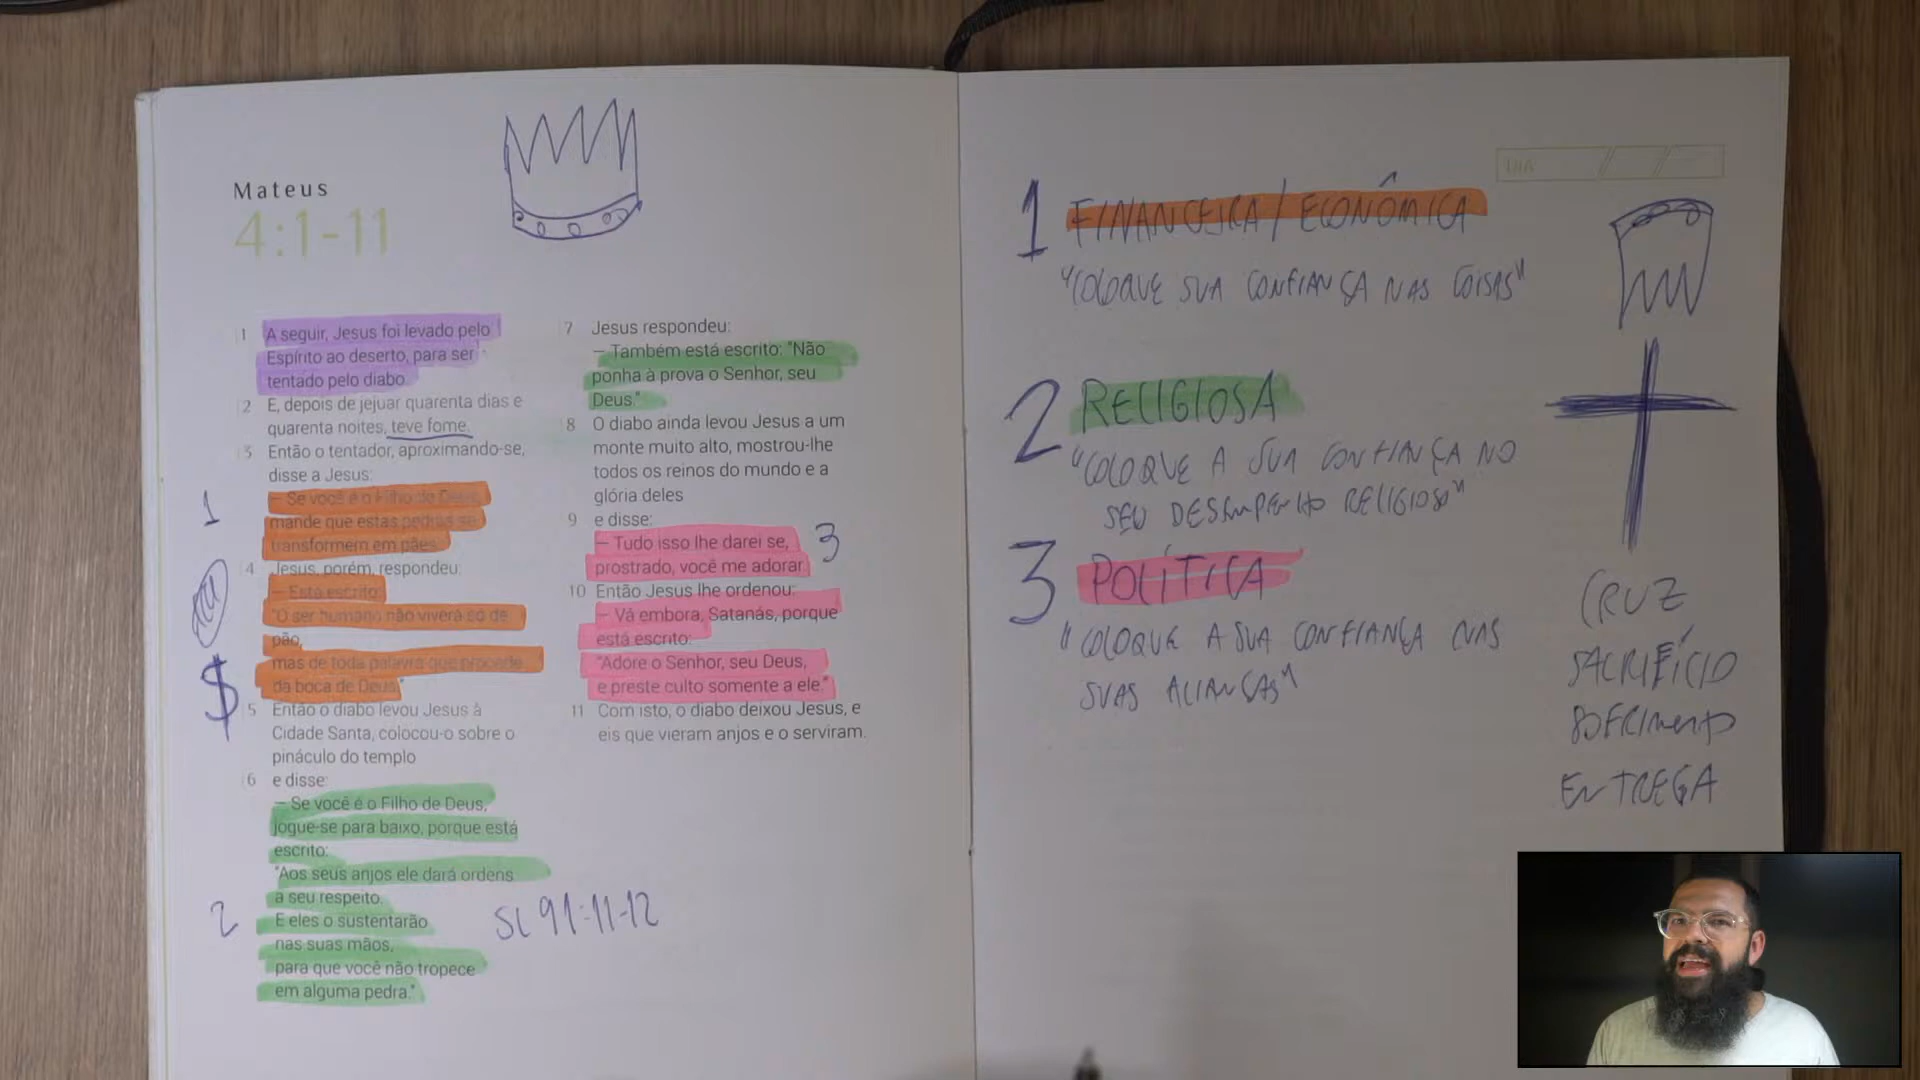 Mateus
4:1-11
1 A seguir, Jesus foi levado pelo
Espírito ao deserto, para ser
tentado pelo diabo.
2 E, depois de jejuar quarenta dias e
quarenta noites, teve fome.
3 Então o tentador, aproximando-se,
disse a Jesus:
1
— Se você é o Filho de Deus,
mande que estas pedras se
transformem em pães.
4 Jesus, porém, respondeu:
— Está escrito:
"O ser humano não viverá só de
pão,
mas de toda palavra que procede
da boca de Deus."
$
5 Então o diabo levou Jesus à
Cidade Santa, colocou-o sobre o
pináculo do templo
6 e disse:
— Se você é o Filho de Deus,
jogue-se para baixo, porque está
escrito:
"Aos seus anjos ele dará ordens
a seu respeito.
2 E eles o sustentarão
nas suas mãos,
para que você não tropece
em alguma pedra."
SL 91:11-12
7 Jesus respondeu:
— Também está escrito: "Não
ponha à prova o Senhor, seu
Deus."
8 O diabo ainda levou Jesus a um
monte muito alto, mostrou-lhe
todos os reinos do mundo e a
glória deles
9 e disse:
— Tudo isso lhe darei se,
prostrado, você me adorar.
3
10 Então Jesus lhe ordenou:
— Vá embora, Satanás, porque
está escrito:
"Adore o Senhor, seu Deus,
e preste culto somente a ele."
11 Com isto, o diabo deixou Jesus, e
eis que vieram anjos e o serviram.
DIA
1 FINANCEIRA / ECONÔMICA
"COLOQUE SUA CONFIANÇA NAS COISAS"
2 RELIGIOSA
"COLOQUE A SUA CONFIANÇA NO
SEU DESEMPENHO RELIGIOSO"
3 POLÍTICA
"COLOQUE A SUA CONFIANÇA NAS
SUAS ALIANÇAS"
CRUZ
SACRIFÍCIO
SOFRIMENTO
ENTREGA